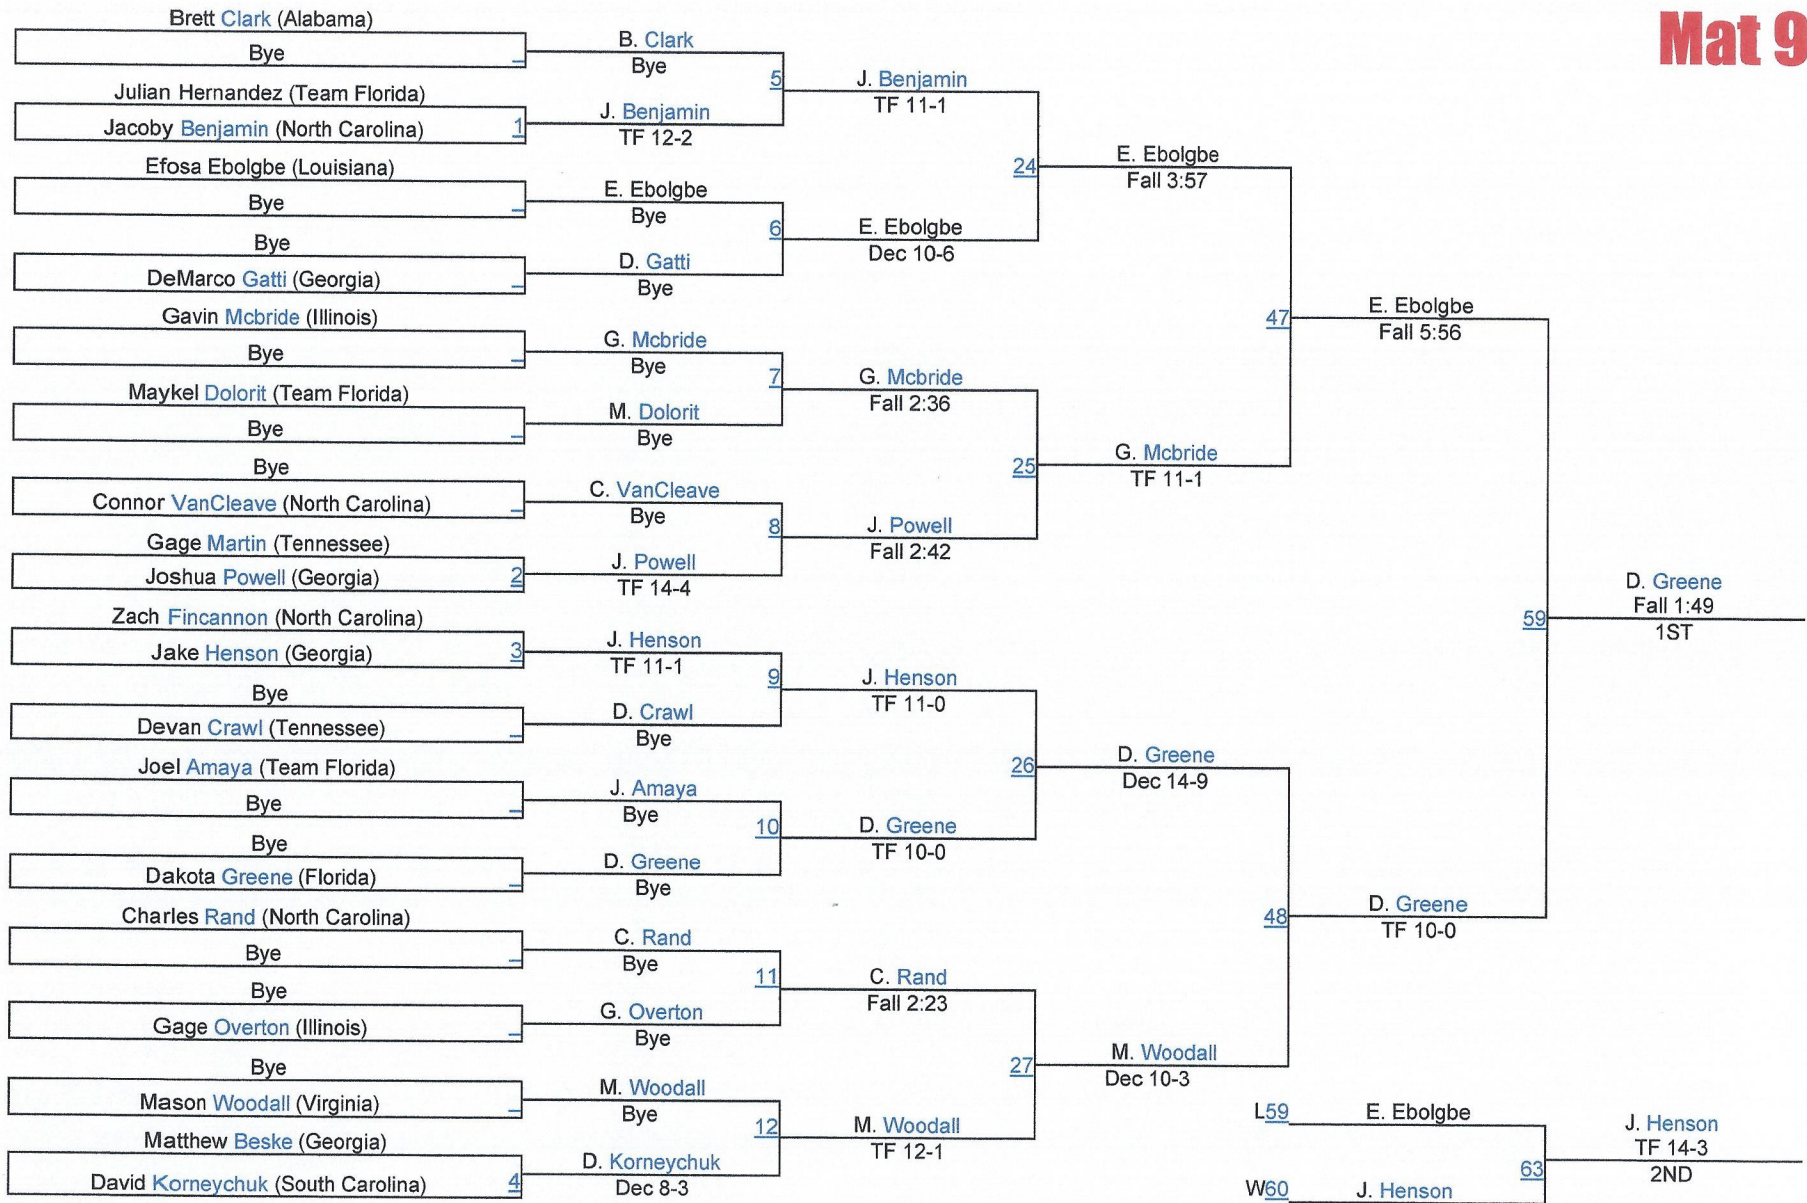 Mat 9
Brett Clark (Alabama)
Bye
Julian Hernandez (Team Florida)
Jacoby Benjamin (North Carolina) 1
Efosa Ebolgbe (Louisiana)
Bye
Bye
DeMarco Gatti (Georgia)
Gavin Mcbride (Illinois)
Bye
Maykel Dolorit (Team Florida)
Bye
Bye
Connor VanCleave (North Carolina)
Gage Martin (Tennessee)
Joshua Powell (Georgia) 2
Zach Fincannon (North Carolina)
Jake Henson (Georgia) 3
Bye
Devan Crawl (Tennessee)
Joel Amaya (Team Florida)
Bye
Bye
Dakota Greene (Florida)
Charles Rand (North Carolina)
Bye
Bye
Gage Overton (Illinois)
Bye
Mason Woodall (Virginia)
Matthew Beske (Georgia)
David Korneychuk (South Carolina) 4
B. Clark
Bye
5
J. Benjamin
TF 12-2
E. Ebolgbe
Bye
6
D. Gatti
Bye
G. Mcbride
Bye
7
M. Dolorit
Bye
C. VanCleave
Bye
8
J. Powell
TF 14-4
J. Henson
TF 11-1
9
D. Crawl
Bye
J. Amaya
Bye
10
D. Greene
Bye
C. Rand
Bye
11
G. Overton
Bye
M. Woodall
Bye
12
D. Korneychuk
Dec 8-3
J. Benjamin
TF 11-1
24
E. Ebolgbe
Dec 10-6
G. Mcbride
Fall 2:36
25
J. Powell
Fall 2:42
J. Henson
TF 11-0
26
D. Greene
TF 10-0
C. Rand
Fall 2:23
27
M. Woodall
TF 12-1
E. Ebolgbe
Fall 3:57
47
G. Mcbride
TF 11-1
D. Greene
Dec 14-9
48
M. Woodall
Dec 10-3
E. Ebolgbe
Fall 5:56
59
D. Greene
TF 10-0
D. Greene
Fall 1:49
1ST
L59 E. Ebolgbe
63
W60 J. Henson
J. Henson
TF 14-3
2ND